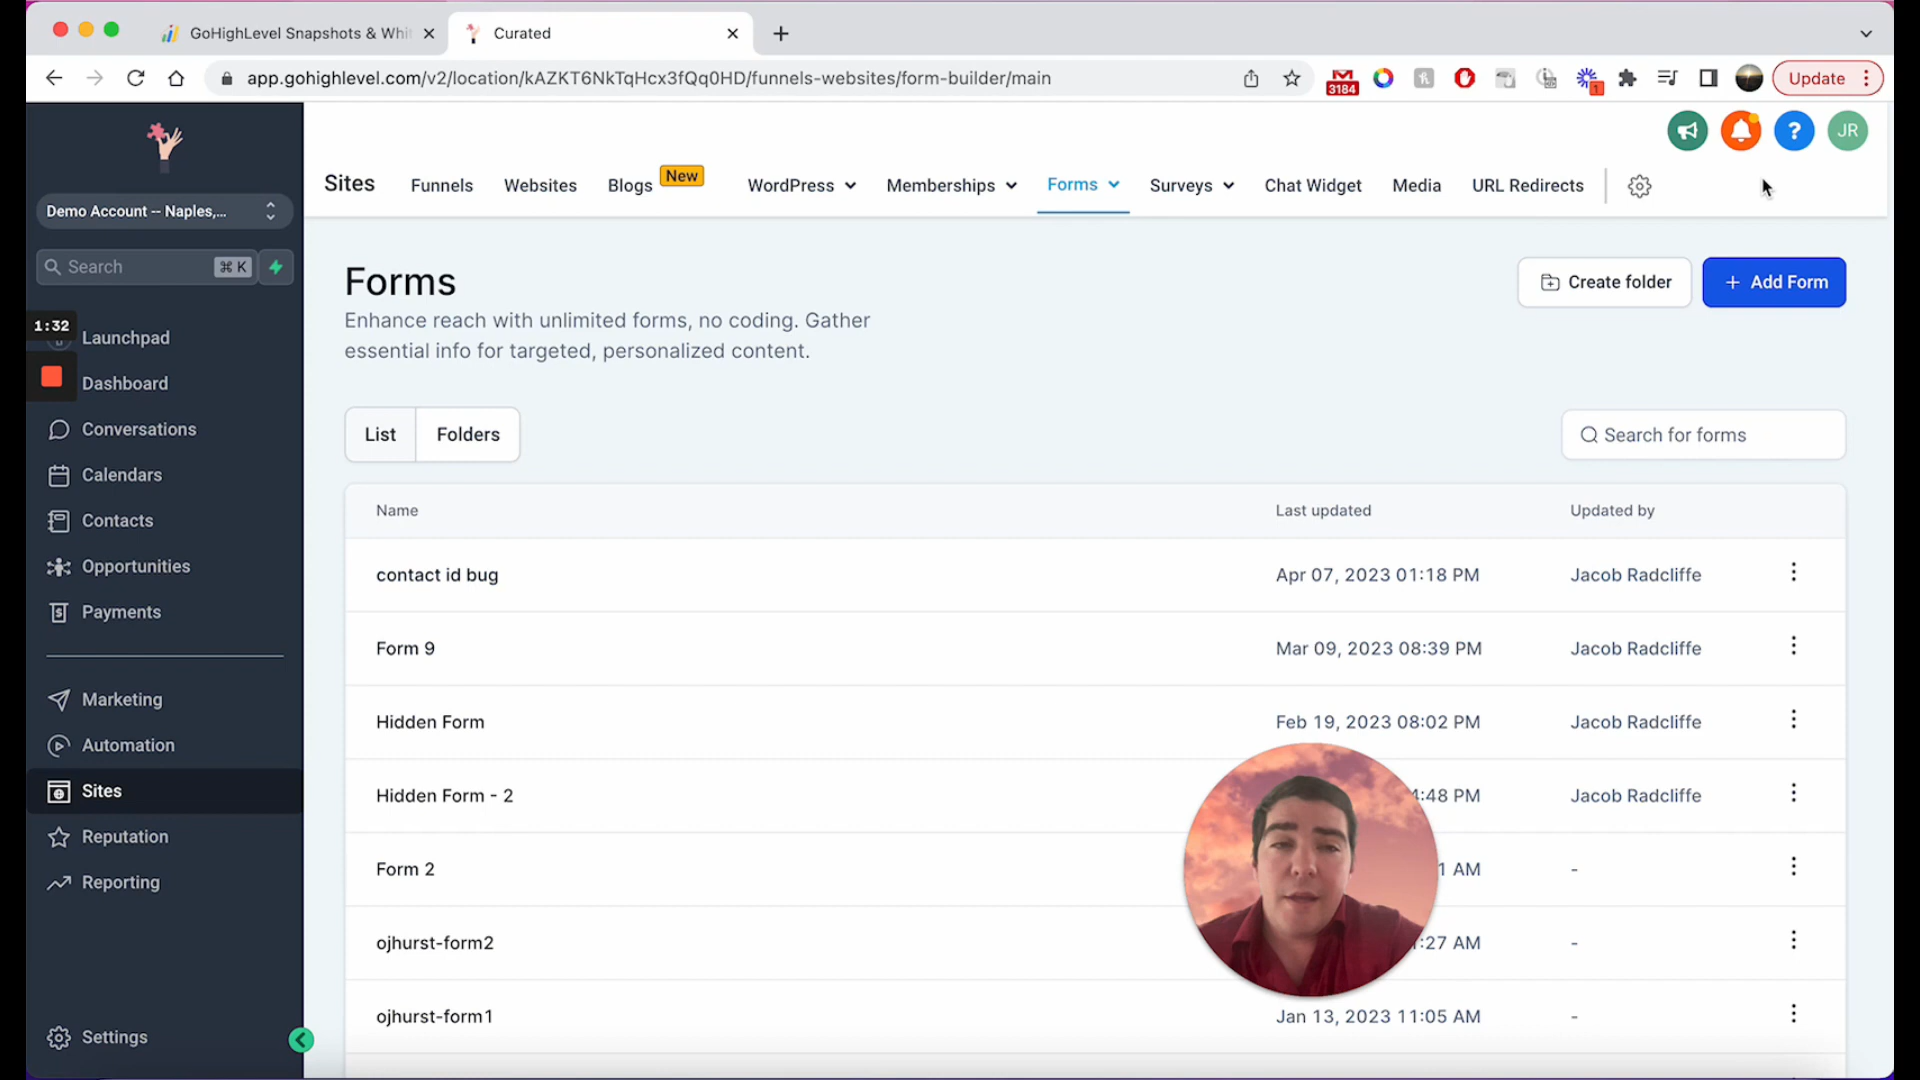 GoHighLevel Snapshots & Whi
Curated
app.gohighlevel.com/v2/location/kAZKT6NkTqHcx3fQq0HD/funnels-websites/form-builder/main
3184
1
Update
JR
Demo Account -- Naples,...
Search
⌘ K
1:32
Launchpad
Dashboard
Conversations
Calendars
Contacts
Opportunities
Payments
Marketing
Automation
Sites
Reputation
Reporting
Settings
Sites
Funnels
Websites
Blogs
New
WordPress
Memberships
Forms
Surveys
Chat Widget
Media
URL Redirects
Forms
Enhance reach with unlimited forms, no coding. Gather
essential info for targeted, personalized content.
Create folder
+ Add Form
List
Folders
Search for forms
Name Last updated Updated by
contact id bug Apr 07, 2023 01:18 PM Jacob Radcliffe
Form 9 Mar 09, 2023 08:39 PM Jacob Radcliffe
Hidden Form Feb 19, 2023 08:02 PM Jacob Radcliffe
Hidden Form - 2 :48 PM Jacob Radcliffe
Form 2 1 AM -
ojhurst-form2 :27 AM -
ojhurst-form1 Jan 13, 2023 11:05 AM -